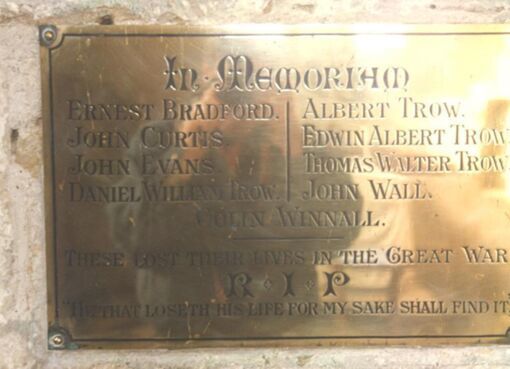 In Memoriam
Ernest Bradford. Albert Trow.
John Curtis. Edwin Albert Trow
John Evans. Thomas Walter Trow.
Daniel William Trow. John Wall.
Colin Winnall.
These lost their lives in the Great War
R·I·P
"He that loseth his life for my sake shall find it"